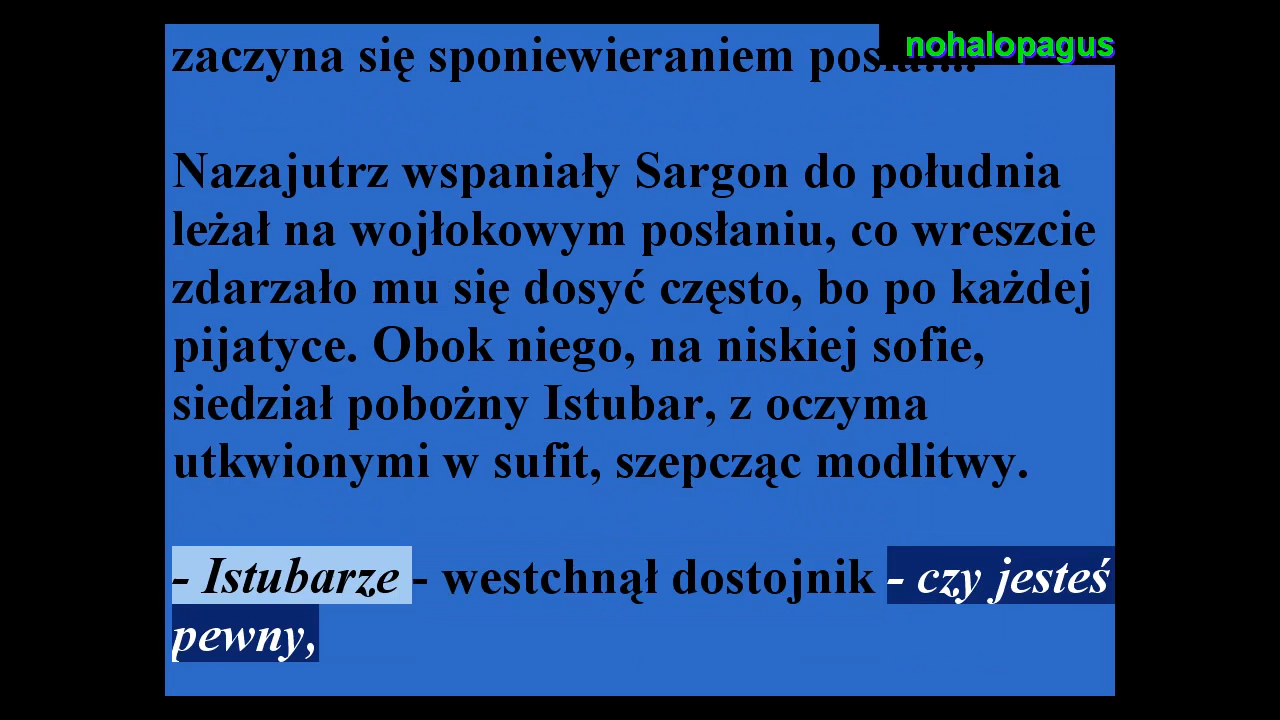 zaczyna się sponiewieraniem posła!...
nohalopagus
Nazajutrz wspaniały Sargon do południa
leżał na wojłokowym posłaniu, co wreszcie
zdarzało mu się dosyć często, bo po każdej
pijatyce. Obok niego, na niskiej sofie,
siedział pobożny Istubar, z oczyma
utkwionymi w sufit, szepcząc modlitwy.
- Istubarze - westchnął dostojnik - czy jesteś
pewny,